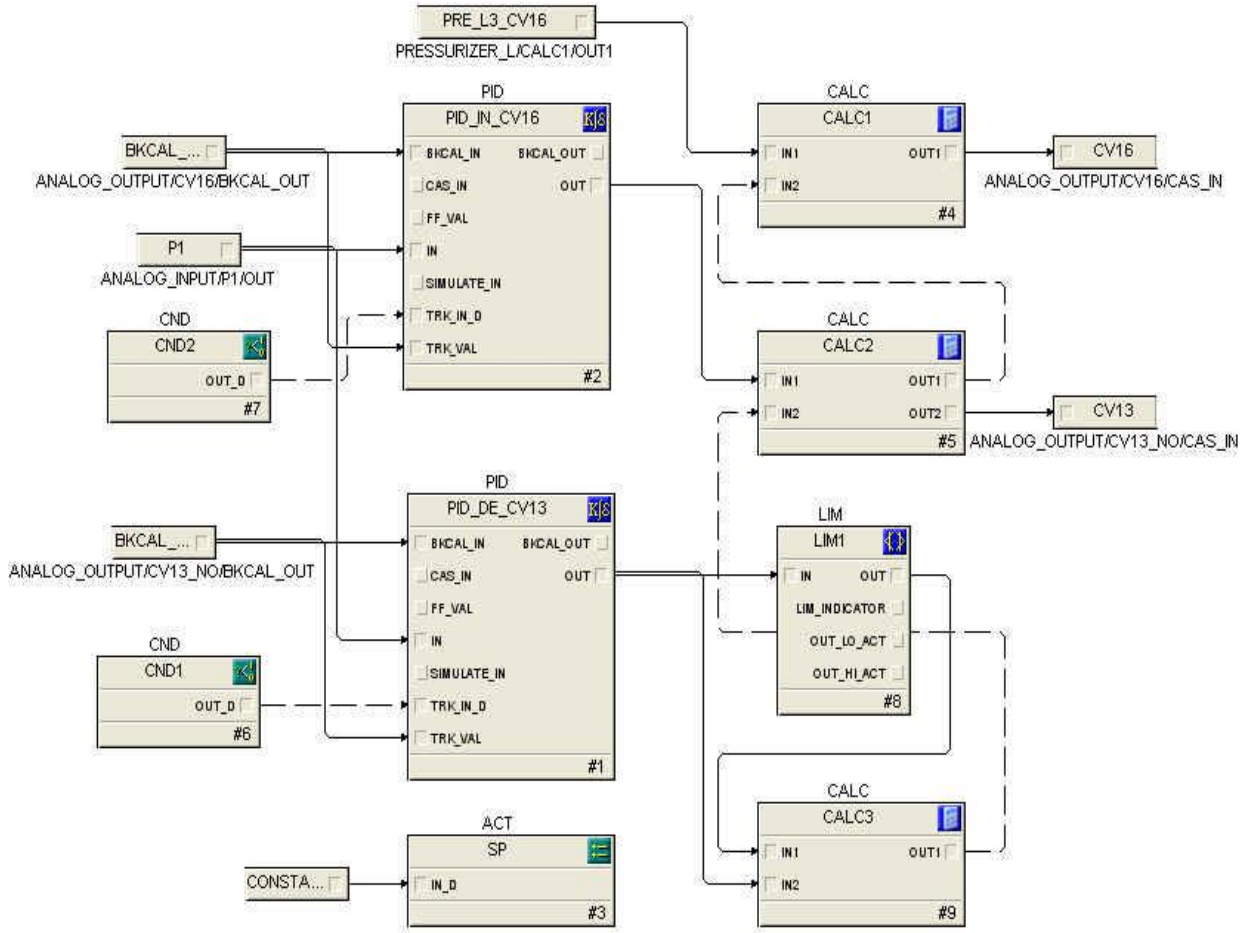 PRE_L3_CV16
PRESSURIZER_L/CALC1/OUT1
PID
PID_IN_CV16
BKCAL_IN
BKCAL_OUT
CAS_IN
OUT
FF_VAL
IN
SIMULATE_IN
TRK_IN_D
TRK_VAL
#2
BKCAL_...
ANALOG_OUTPUT/CV16/BKCAL_OUT
P1
ANALOG_INPUT/P1/OUT
CND
CND2
OUT_D
#7
CALC
CALC1
IN1
OUT1
IN2
#4
CV16
ANALOG_OUTPUT/CV16/CAS_IN
CALC
CALC2
IN1
OUT1
IN2
OUT2
#5
CV13
ANALOG_OUTPUT/CV13_NO/CAS_IN
PID
PID_DE_CV13
BKCAL_IN
BKCAL_OUT
CAS_IN
OUT
FF_VAL
IN
SIMULATE_IN
TRK_IN_D
TRK_VAL
#1
BKCAL_...
ANALOG_OUTPUT/CV13_NO/BKCAL_OUT
CND
CND1
OUT_D
#6
LIM
LIM1
IN
OUT
LIM_INDICATOR
OUT_LO_ACT
OUT_HI_ACT
#8
ACT
SP
IN_D
#3
CONSTA...
CALC
CALC3
IN1
OUT1
IN2
#9